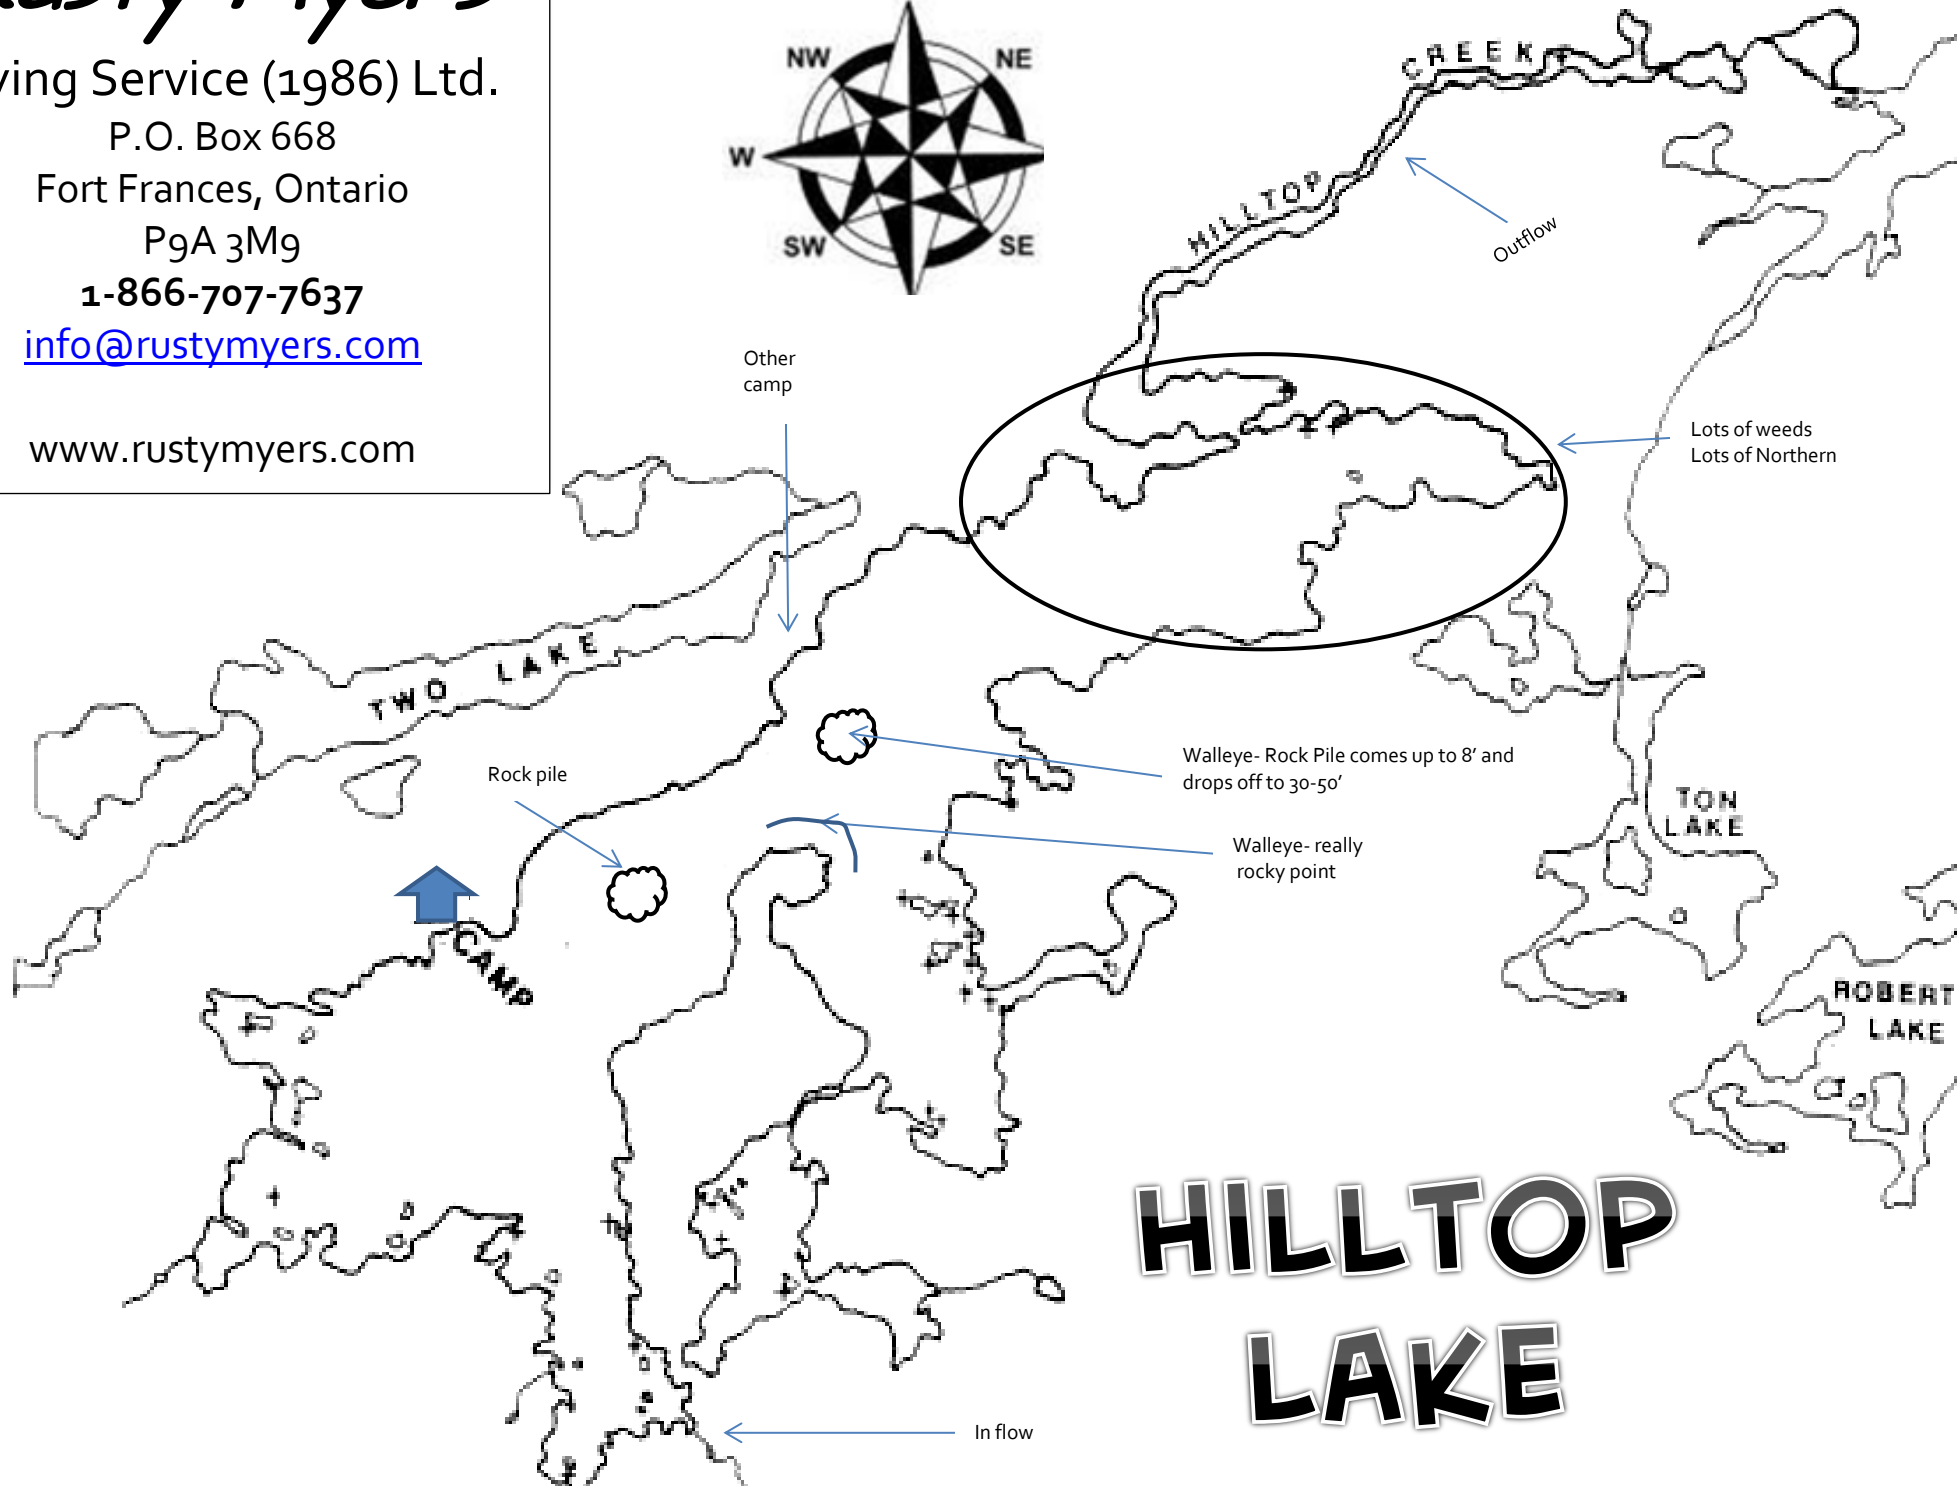 ying Service (1986) Ltd.
P.O. Box 668
Fort Frances, Ontario
P9A 3M9
1-866-707-7637
info@rustymyers.com
www.rustymyers.com
NW
NE
W
SW
SE
CREEK
HILLTOP
Outflow
Other
camp
Lots of weeds
Lots of Northern
TWO LAKE
Rock pile
Walleye- Rock Pile comes up to 8’ and
drops off to 30-50’
Walleye- really
rocky point
TON
LAKE
CAMP
ROBERT
LAKE
In flow
HILLTOP
LAKE